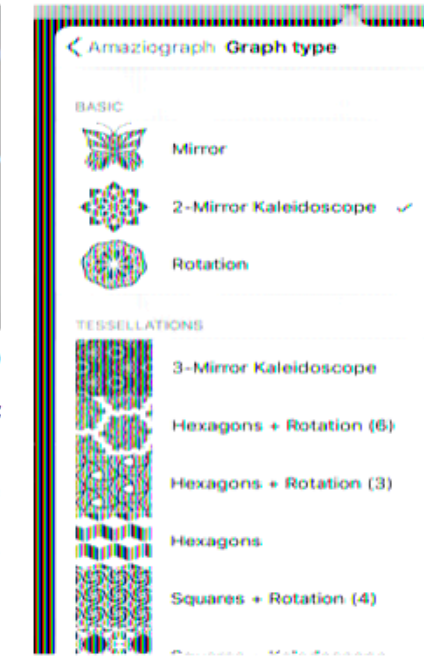 Amaziograph Graph type
BASIC
Mirror
2-Mirror Kaleidoscope
Rotation
TESSELLATIONS
3-Mirror Kaleidoscope
Hexagons + Rotation (6)
Hexagons + Rotation (3)
Hexagons
Squares + Rotation (4)